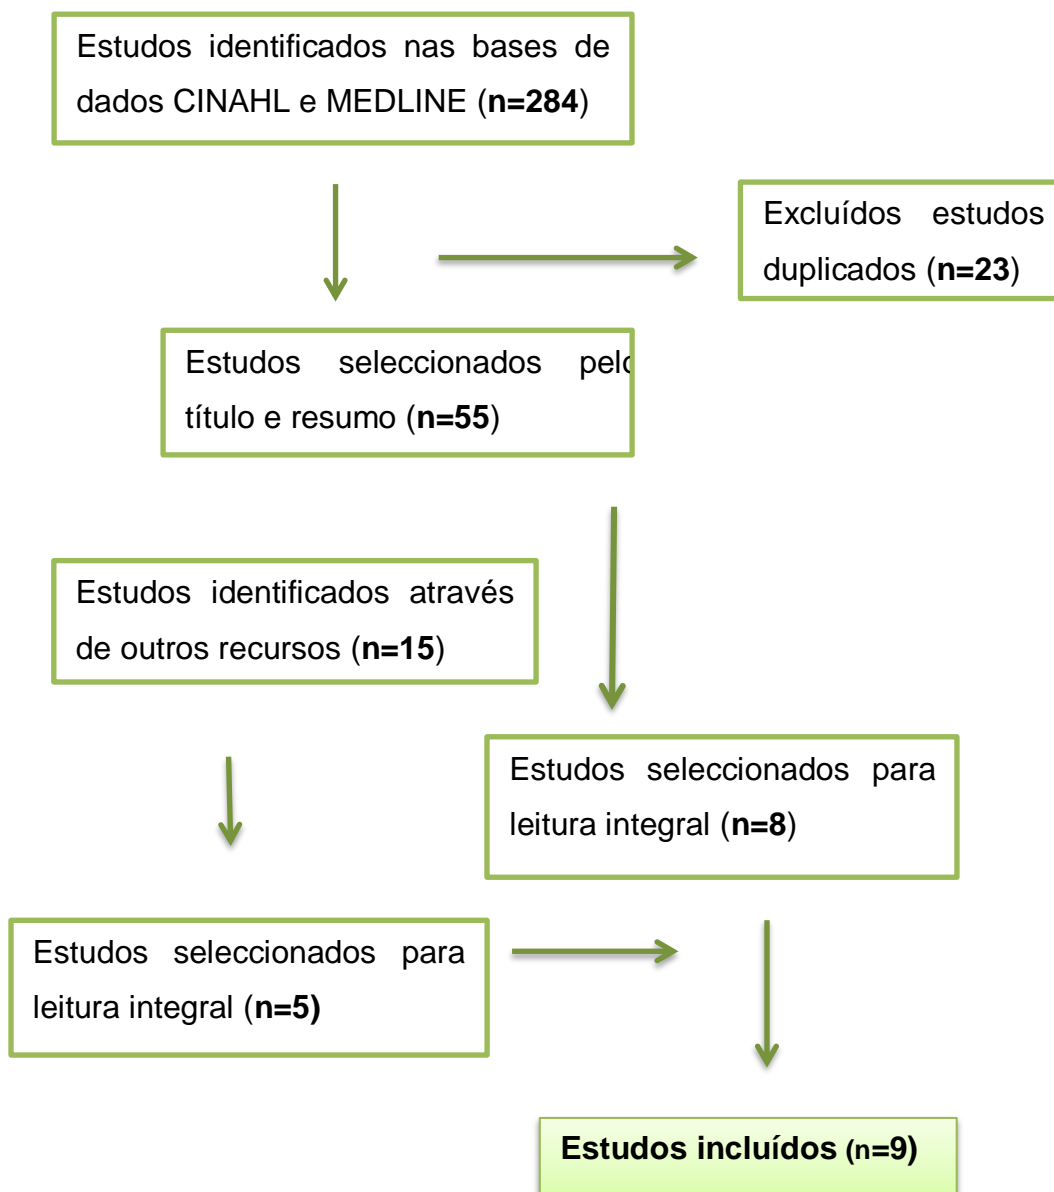 Estudos identificados nas bases de
dados CINAHL e MEDLINE (n=284)
Excluídos estudos
duplicados (n=23)
Estudos seleccionados pelo
título e resumo (n=55)
Estudos identificados através
de outros recursos (n=15)
Estudos seleccionados para
leitura integral (n=8)
Estudos seleccionados para
leitura integral (n=5)
Estudos incluídos (n=9)